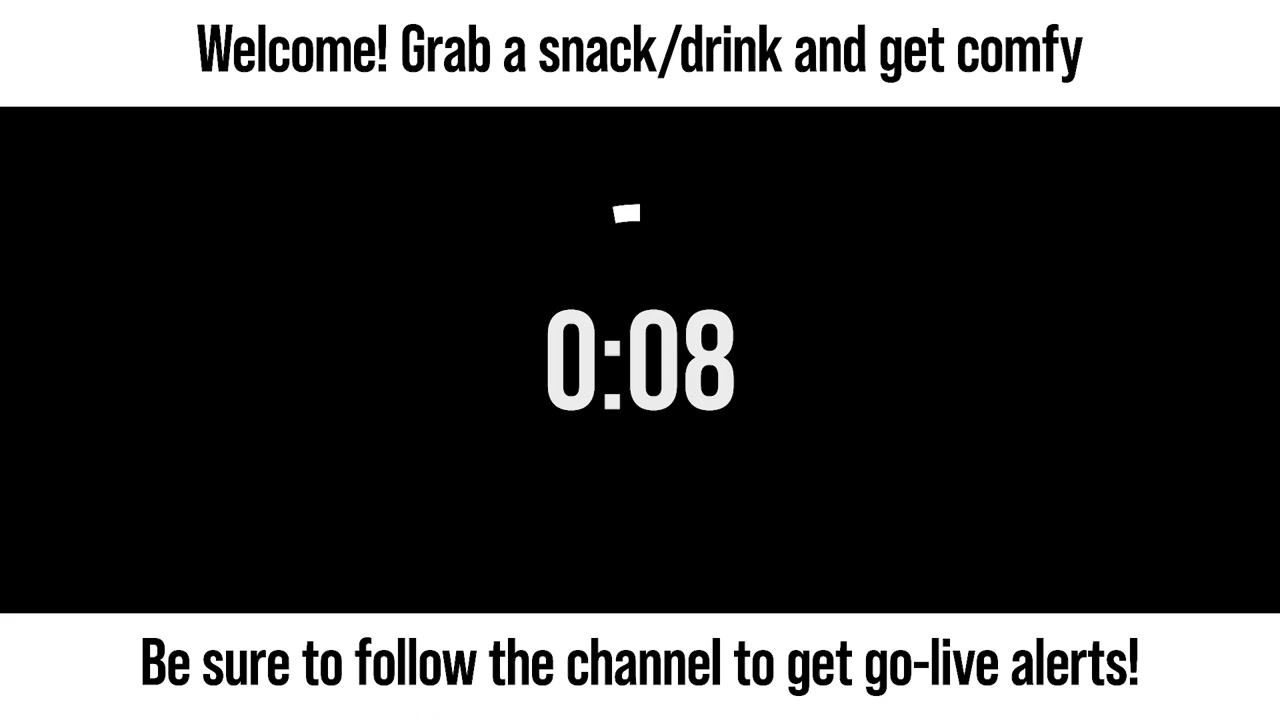 Welcome! Grab a snack/drink and get comfy
0:08
Be sure to follow the channel to get go-live alerts!